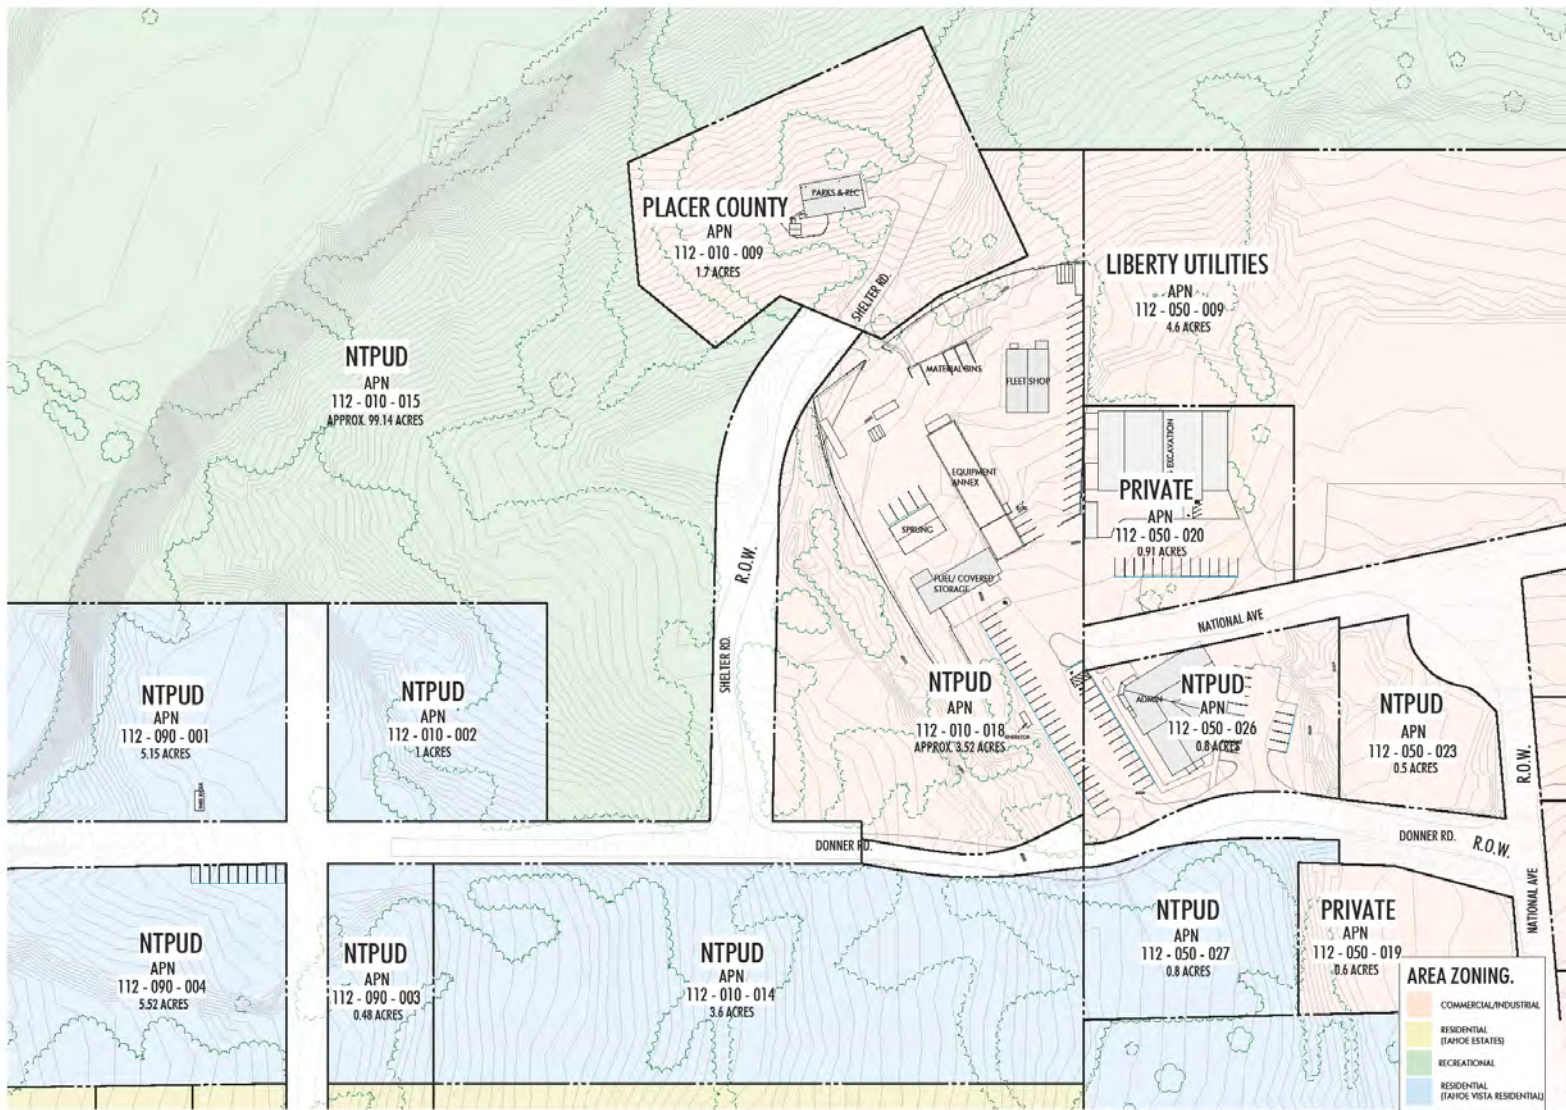 PARKS & REC
PLACER COUNTY
APN
112 - 010 - 009
1.7 ACRES
SHELTER RD.
LIBERTY UTILITIES
APN
112 - 050 - 009
4.6 ACRES
NTPUD
APN
112 - 010 - 015
APPROX. 99.14 ACRES
MATERIAL BINS
FLEET SHOP
EXCAVATION
EQUIPMENT
ANNEX
PRIVATE
APN
112 - 050 - 020
0.91 ACRES
SPRUNG
FUEL/ COVERED
STORAGE
R.O.W.
SHELTER RD.
NATIONAL AVE
NTPUD
APN
112 - 090 - 001
5.15 ACRES
NTPUD
APN
112 - 010 - 002
1 ACRES
NTPUD
APN
112 - 010 - 018
APPROX. 3.52 ACRES
GENERATOR
ADMIN
NTPUD
APN
112 - 050 - 026
0.8 ACRES
NTPUD
APN
112 - 050 - 023
0.5 ACRES
R.O.W.
DONNER RD.
DONNER RD.
R.O.W.
NATIONAL AVE
NTPUD
APN
112 - 090 - 004
5.52 ACRES
NTPUD
APN
112 - 090 - 003
0.48 ACRES
NTPUD
APN
112 - 010 - 014
3.6 ACRES
NTPUD
APN
112 - 050 - 027
0.8 ACRES
PRIVATE
APN
112 - 050 - 019
0.6 ACRES
AREA ZONING.
COMMERCIAL/INDUSTRIAL
RESIDENTIAL
(TAHOE ESTATES)
RECREATIONAL
RESIDENTIAL
(TAHOE VISTA RESIDENTIAL)